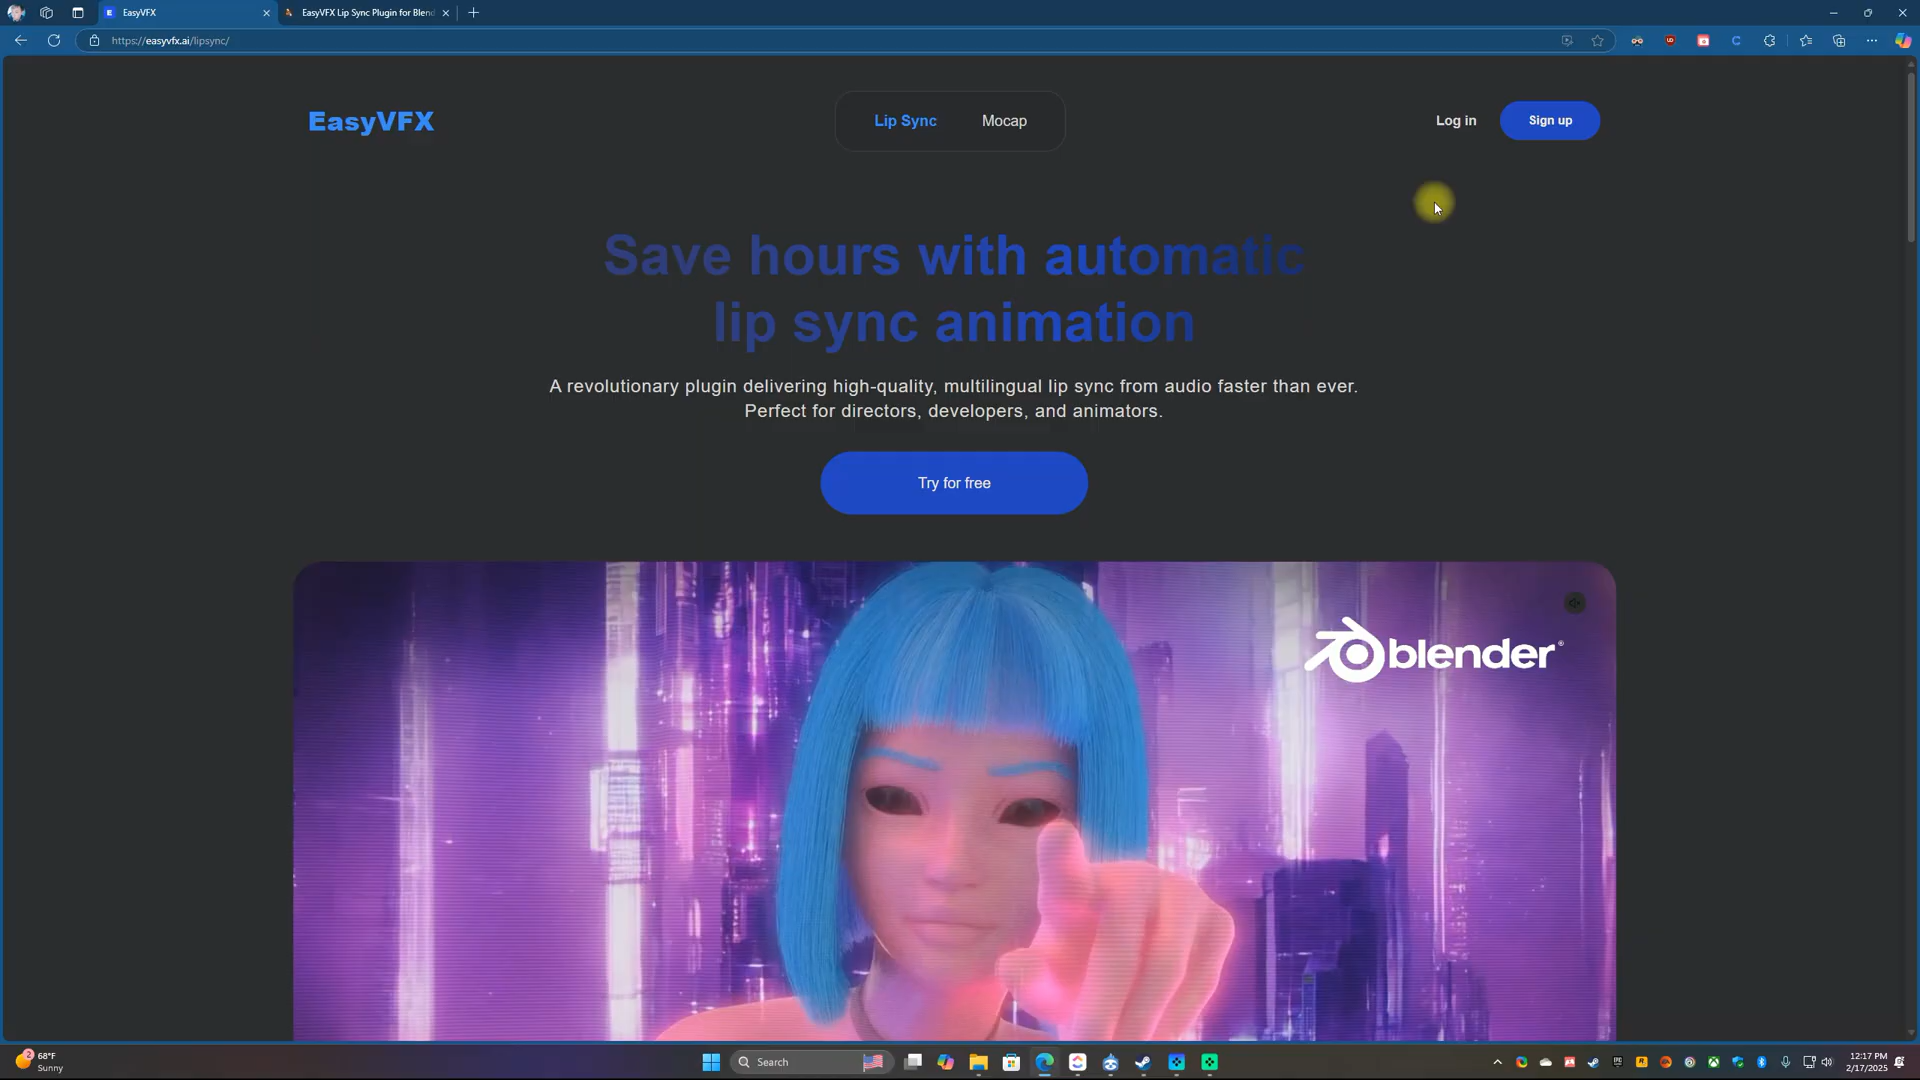 EasyVFX
EasyVFX Lip Sync Plugin for Blend
https://easyvfx.ai/lipsync/
EasyVFX
Lip Sync
Mocap
Log in
Sign up
Save hours with automatic
lip sync animation
A revolutionary plugin delivering high-quality, multilingual lip sync from audio faster than ever.
Perfect for directors, developers, and animators.
Try for free
blender
68°F
Sunny
Search
12:17 PM
2/17/2025